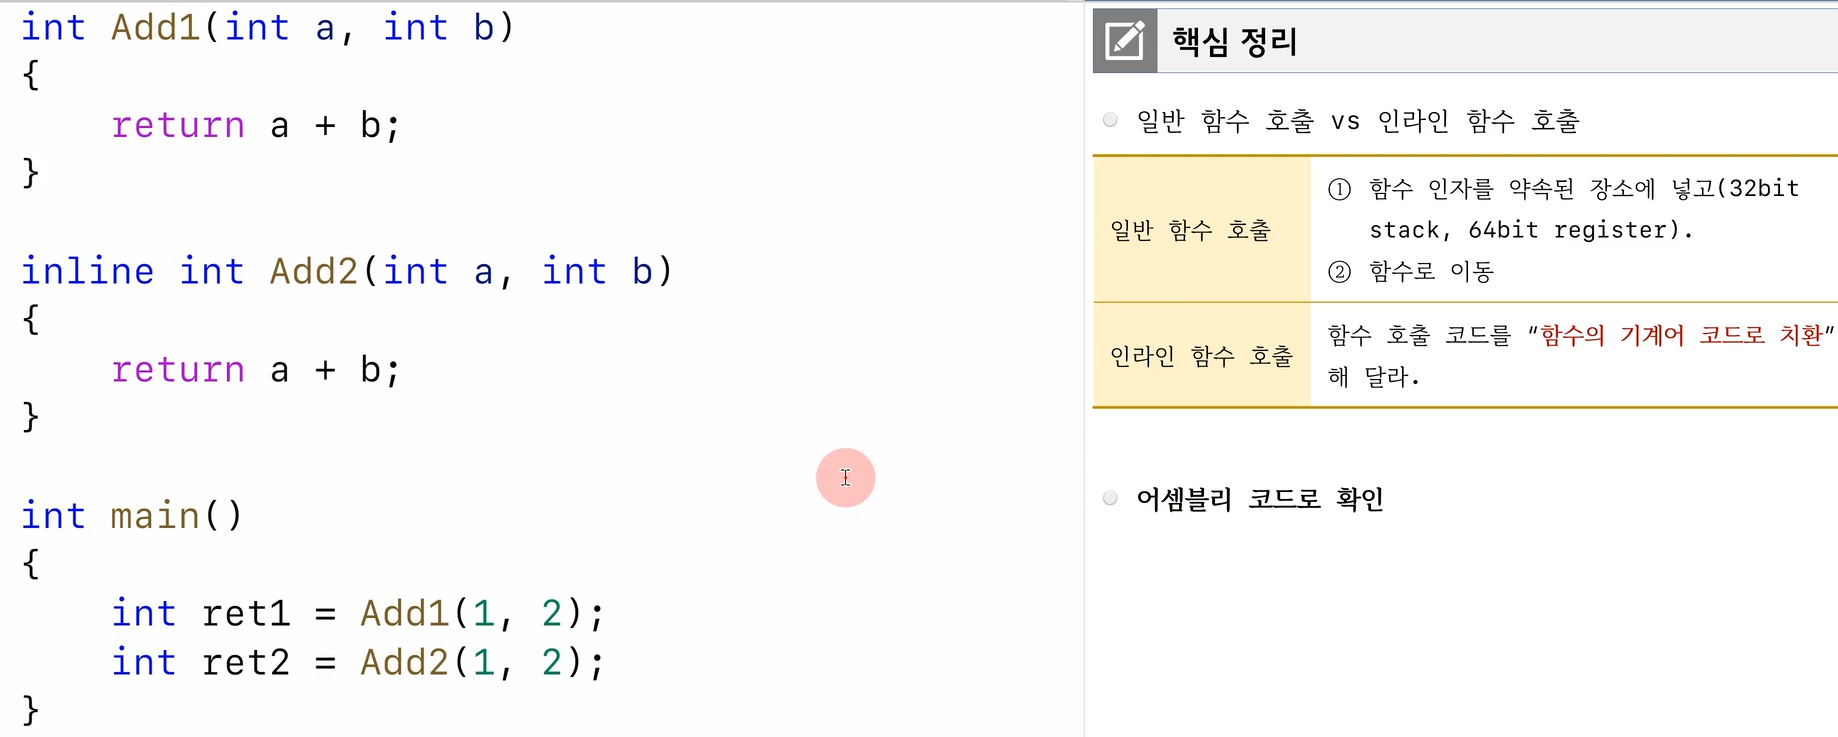 int Add1(int a, int b)
{
    return a + b;
}
inline int Add2(int a, int b)
{
    return a + b;
}
int main()
{
    int ret1 = Add1(1, 2);
    int ret2 = Add2(1, 2);
}
핵심 정리
일반 함수 호출 vs 인라인 함수 호출
일반 함수 호출
① 함수 인자를 약속된 장소에 넣고(32bit
stack, 64bit register).
② 함수로 이동
인라인 함수 호출
함수 호출 코드를 "함수의 기계어 코드로 치환"
해 달라.
어셈블리 코드로 확인